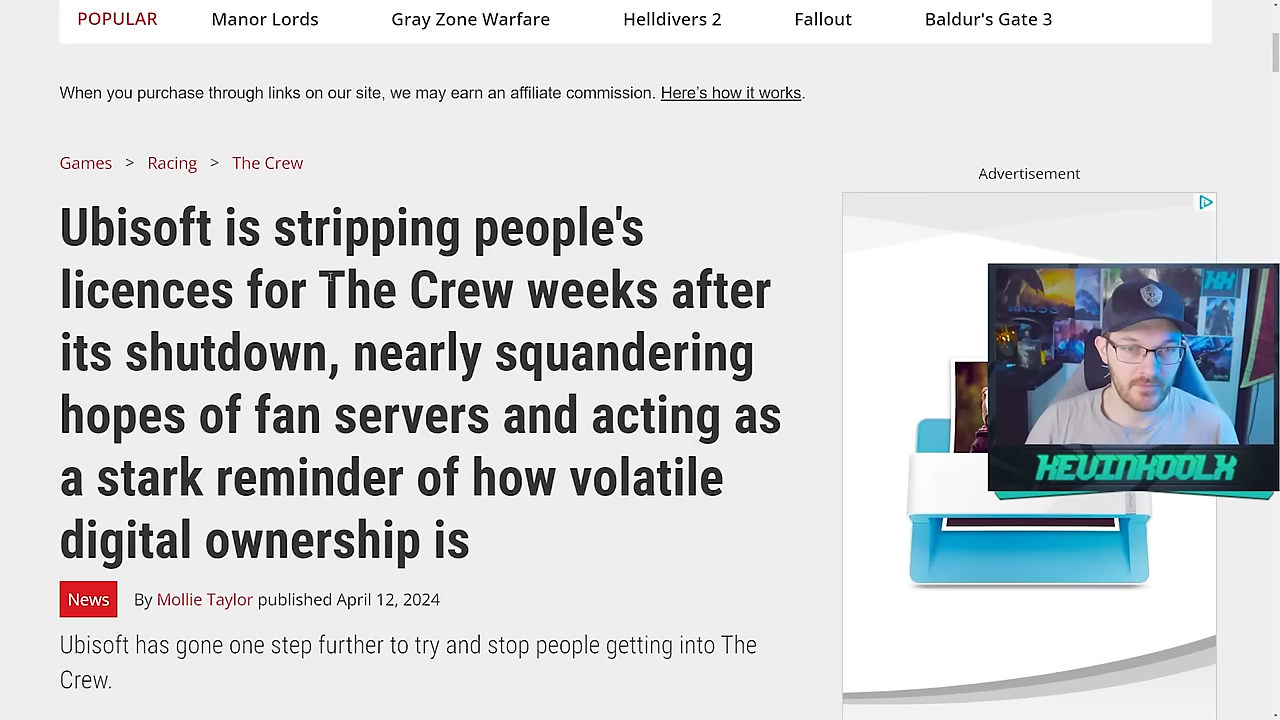 POPULAR Manor Lords Gray Zone Warfare Helldivers 2 Fallout Baldur's Gate 3
When you purchase through links on our site, we may earn an affiliate commission. Here’s how it works.
Games > Racing > The Crew
Advertisement
Ubisoft is stripping people's
licences for The Crew weeks after
its shutdown, nearly squandering
hopes of fan servers and acting as
a stark reminder of how volatile
digital ownership is
KEVINKOOLX
News By Mollie Taylor published April 12, 2024
Ubisoft has gone one step further to try and stop people getting into The
Crew.